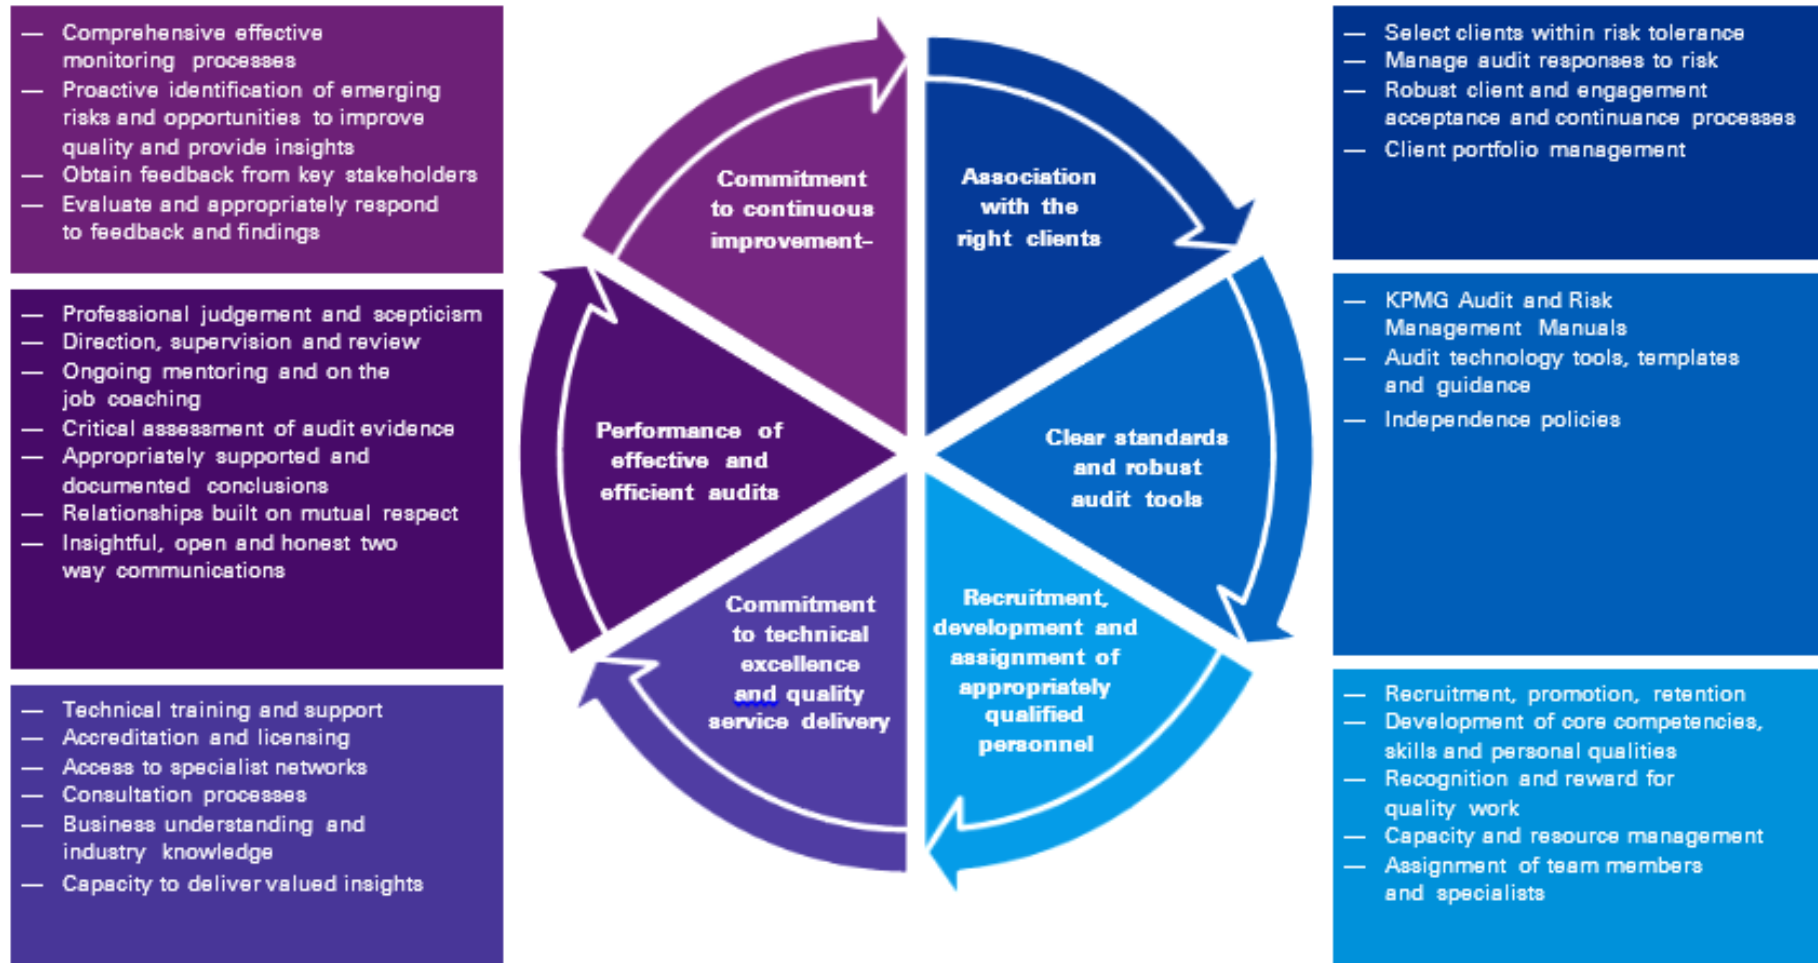 — Comprehensive effective
monitoring processes
— Proactive identification of emerging
risks and opportunities to improve
quality and provide insights
— Obtain feedback from key stakeholders
— Evaluate and appropriately respond
to feedback and findings
— Professional judgement and scepticism
— Direction, supervision and review
— Ongoing mentoring and on the
job coaching
— Critical assessment of audit evidence
— Appropriately supported and
documented conclusions
— Relationships built on mutual respect
— Insightful, open and honest two
way communications
— Technical training and support
— Accreditation and licensing
— Access to specialist networks
— Consultation processes
— Business understanding and
industry knowledge
— Capacity to deliver valued insights
Commitment
to continuous
improvement–
Association
with the
right clients
Performance of
effective and
efficient audits
Clear standards
and robust
audit tools
Commitment
to technical
excellence
and quality
service delivery
Recruitment,
development and
assignment of
appropriately
qualified
personnel
— Select clients within risk tolerance
— Manage audit responses to risk
— Robust client and engagement
acceptance and continuance processes
— Client portfolio management
— KPMG Audit and Risk
Management Manuals
— Audit technology tools, templates
and guidance
— Independence policies
— Recruitment, promotion, retention
— Development of core competencies,
skills and personal qualities
— Recognition and reward for
quality work
— Capacity and resource management
— Assignment of team members
and specialists